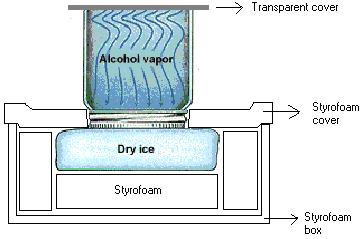 Transparent cover
Alcohol vapor
Styrofoam
cover
Dry ice
Styrofoam
Styrofoam
box